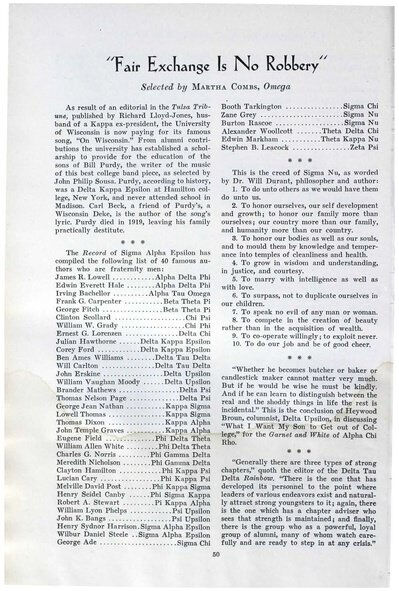 "Fair Exchange Is No Robbery"
Selected by MARTHA COMBS, Omega
As result of an editorial in the Tulsa Trib-
une, published by Richard Lloyd-Jones, hus-
band of a Kappa ex-president, the University
of Wisconsin is now paying for its famous
song, "On Wisconsin." From alumni contri-
butions the university has established a schol-
arship to provide for the education of the
sons of Bill Purdy, the writer of the music
of this best college band piece, as selected by
John Philip Sousa. Purdy, according to history,
was a Delta Kappa Epsilon at Hamilton col-
lege, New York, and never attended school in
Madison. Carl Beck, a friend of Purdy's, a
Wisconsin Deke, is the author of the song's
lyric. Purdy died in 1919, leaving his family
practically destitute.
* * *
The Record of Sigma Alpha Epsilon has
compiled the following list of 40 famous au-
thors who are fraternity men:
James R. Lowell ............Alpha Delta Phi
Edwin Everett Hale .........Alpha Delta Phi
Irving Bachellor ..........Alpha Tau Omega
Frank G. Carpenter ............Beta Theta Pi
George Fitch ..................Beta Theta Pi
Clinton Scollard .....................Chi Psi
William W. Grady ....................Chi Phi
Ernest G. Lorenzen .................Delta Chi
Julian Hawthorne .....Delta Kappa Epsilon
Corey Ford ...........Delta Kappa Epsilon
Ben Ames Williams .........Delta Tau Delta
Will Carlton ...............Delta Tau Delta
John Erskine ................Delta Upsilon
William Vaughan Moody .....Delta Upsilon
Brander Mathews ..................Delta Psi
Thomas Nelson Page ...............Delta Psi
George Jean Nathan ............Kappa Sigma
Lowell Thomas .................Kappa Sigma
Thomas Dixon ..................Kappa Alpha
John Temple Graves ............Kappa Alpha
Eugene Field ...............Phi Delta Theta
William Allen White ........Phi Delta Theta
Charles G. Norris .........Phi Gamma Delta
Meredith Nicholson ........Phi Gamma Delta
Clayton Hamilton .............Phi Kappa Psi
Lucian Cary ..................Phi Kappa Psi
Melville David Post .........Phi Kappa Sigma
Henry Seidel Canby .........Phi Sigma Kappa
Robert A. Stewart ...........Pi Kappa Alpha
William Lyon Phelps .............Psi Upsilon
John K. Bangs ..................Psi Upsilon
Henry Sydnor Harrison.Sigma Alpha Epsilon
Wilbur Daniel Steele ..Sigma Alpha Epsilon
George Ade ........................Sigma Chi
Booth Tarkington ................Sigma Chi
Zane Grey ........................Sigma Nu
Burton Rascoe ....................Sigma Nu
Alexander Woollcott .......Theta Delta Chi
Edwin Markham ............Theta Kappa Nu
Stephen B. Leacock ...............Zeta Psi
* * *
This is the creed of Sigma Nu, as worded
by Dr. Will Durant, philosopher and author:
1. To do unto others as we would have them
do unto us.
2. To honour ourselves, our self development
and growth; to honor our family more than
ourselves; our country more than our family,
and humanity more than our country.
3. To honor our bodies as well as our souls,
and to mould them by knowledge and temper-
ance into temples of cleanliness and health.
4. To grow in wisdom and understanding,
in justice, and courtesy.
5. To marry with intelligence as well as
with love.
6. To surpass, not to duplicate ourselves in
our children.
7. To speak no evil of any man or woman.
8. To compete in the creation of beauty
rather than in the acquisition of wealth.
9. To co-operate willingly; to exploit never.
10. To do our job and be of good cheer.
* * *
"Whether he becomes butcher or baker or
candlestick maker cannot matter very much.
But if he would be wise he must be kindly.
And if he can learn to distinguish between the
real and the shoddy things in life the rest is
incidental." This is the conclusion of Heywood
Broun, columnist, Delta Upsilon, in discussing
"What I Want My Son to Get out of Col-
lege," for the Garnet and White of Alpha Chi
Rho.
* * *
"Generally there are three types of strong
chapters," quoth the editor of the Delta Tau
Delta Rainbow. "There is the one that has
developed its personnel to the point where
leaders of various endeavors exist and natural-
ly attract strong youngsters to it; again, there
is the one which has a chapter adviser who
sees that strength is maintained; and finally,
there is the group who has a powerful, loyal
group of alumni, many of whom watch care-
fully and are ready to step in at any crisis."
50